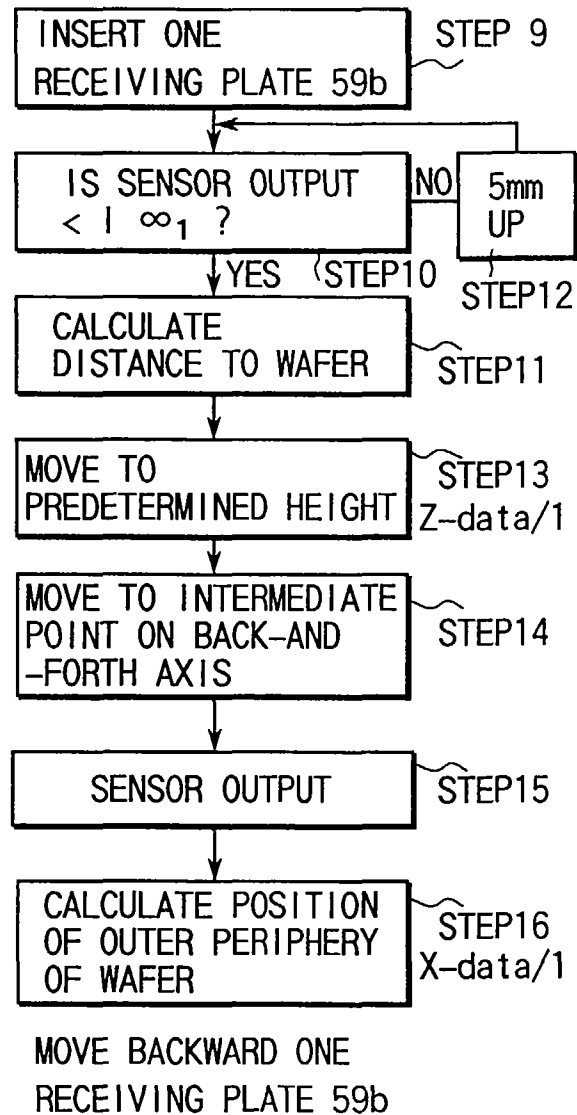 INSERT ONE
RECEIVING PLATE 59b
STEP 9
IS SENSOR OUTPUT
< I ∞₁ ?
NO
5mm
UP
STEP12
YES
STEP10
CALCULATE
DISTANCE TO WAFER
STEP11
MOVE TO
PREDETERMINED HEIGHT
STEP13
Z-data/1
MOVE TO INTERMEDIATE
POINT ON BACK-AND
-FORTH AXIS
STEP14
SENSOR OUTPUT
STEP15
CALCULATE POSITION
OF OUTER PERIPHERY
OF WAFER
STEP16
X-data/1
MOVE BACKWARD ONE
RECEIVING PLATE 59b